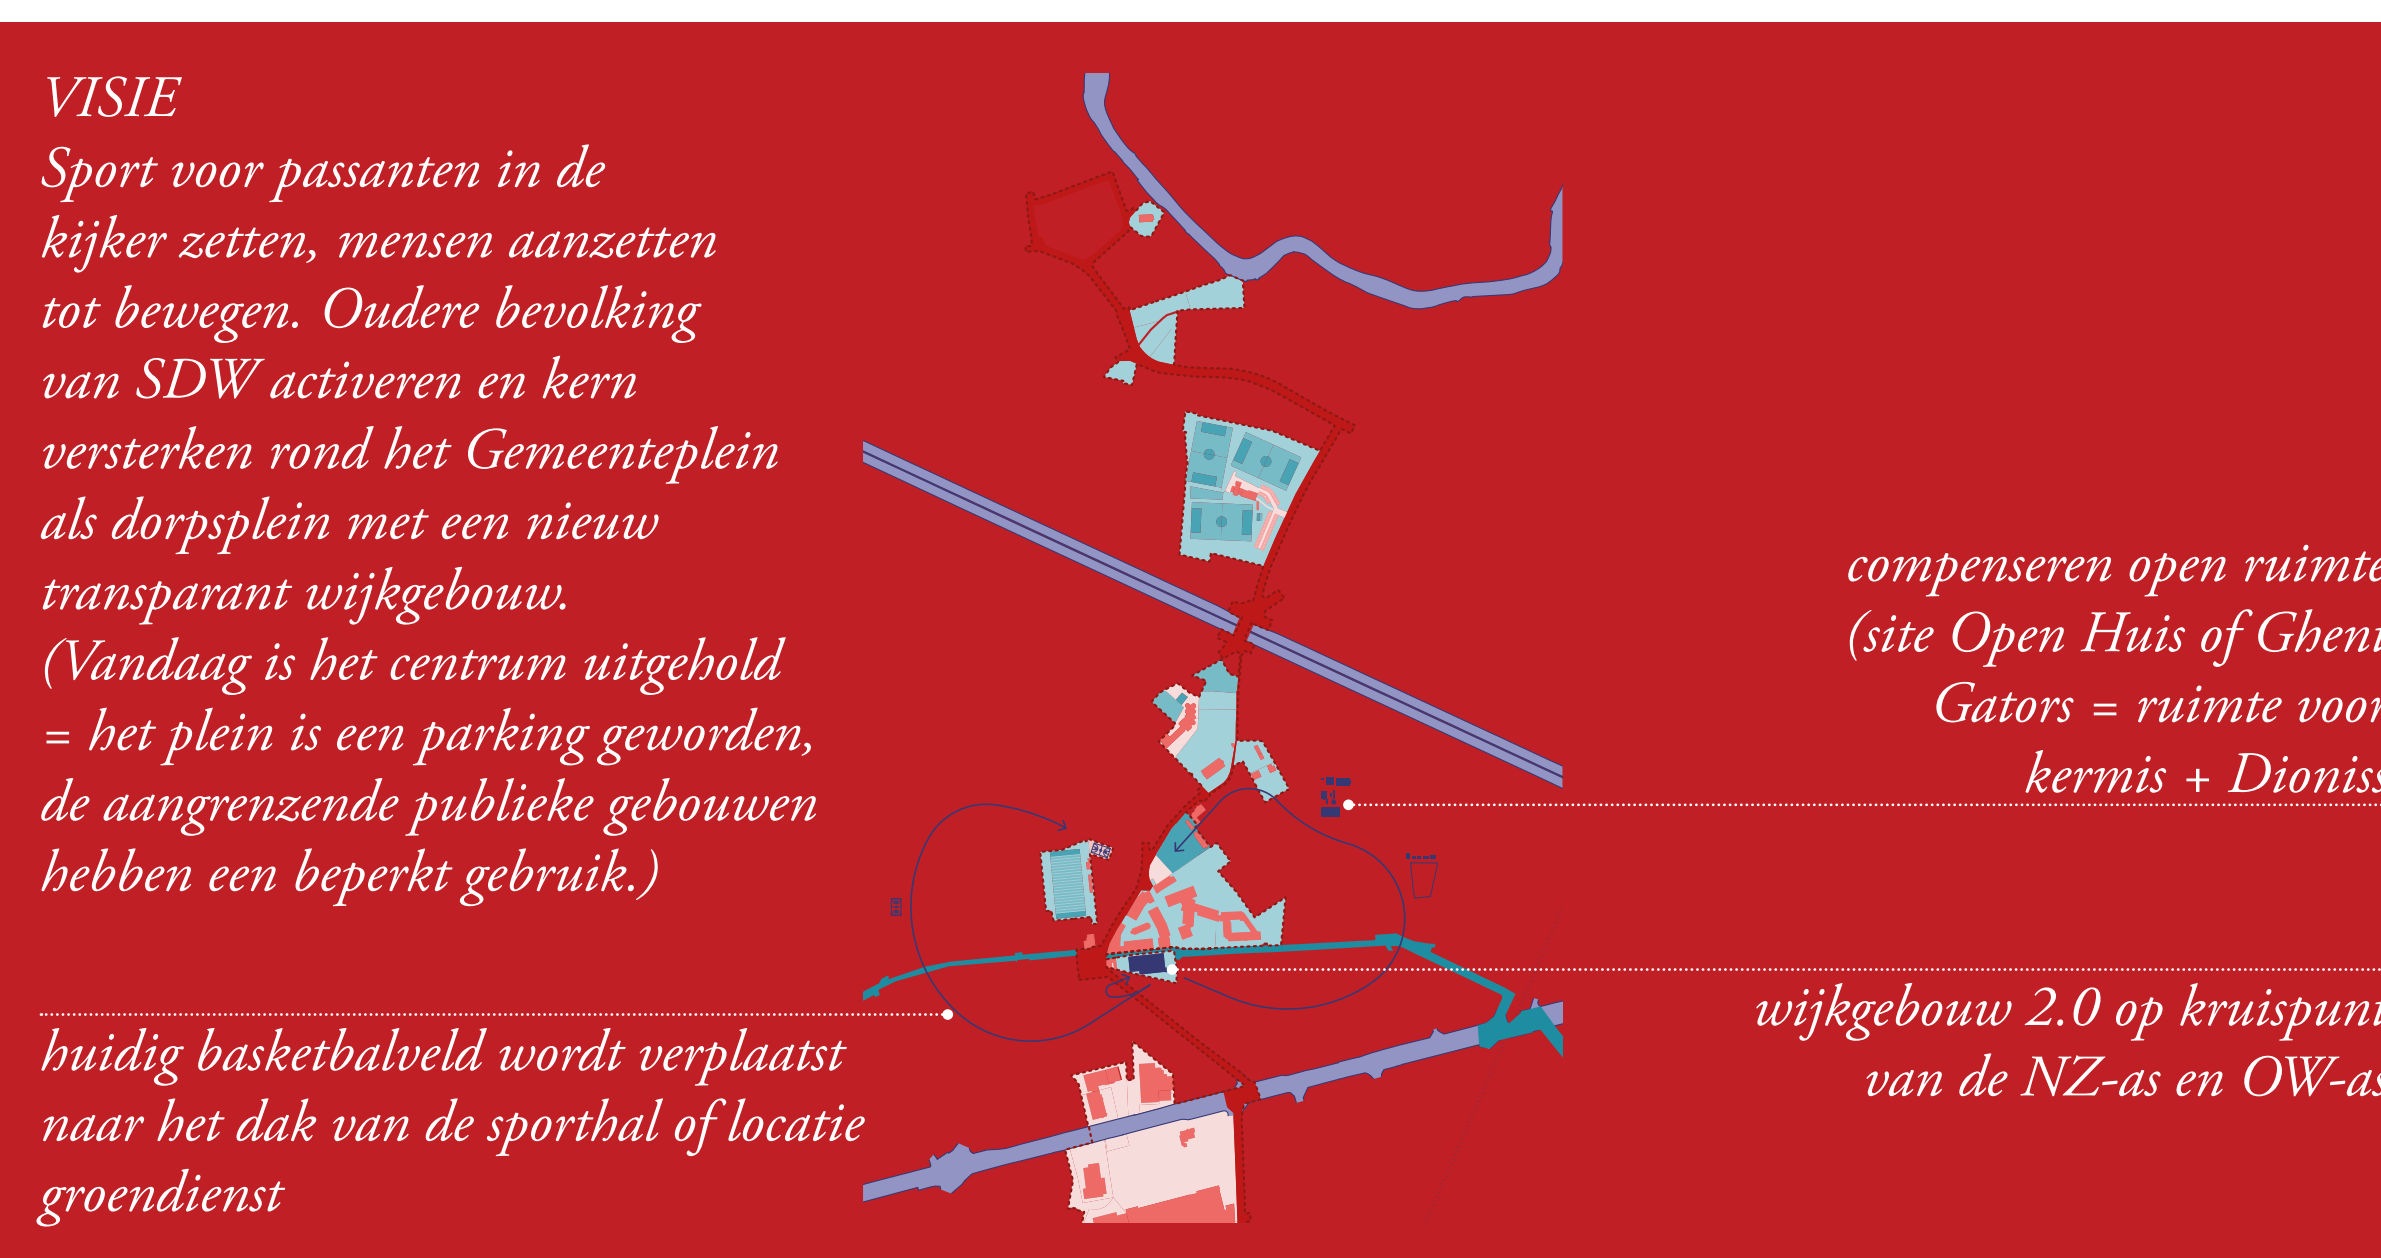 VISIE
Sport voor passanten in de
kijker zetten, mensen aanzetten
tot bewegen. Oudere bevolking
van SDW activeren en kern
versterken rond het Gemeenteplein
als dorpsplein met een nieuw
transparant wijkgebouw.
(Vandaag is het centrum uitgehold
= het plein is een parking geworden,
de aangrenzende publieke gebouwen
hebben een beperkt gebruik.)
huidig basketbalveld wordt verplaatst
naar het dak van de sporthal of locatie
groendienst
compenseren open ruimte
(site Open Huis of Ghent
Gators = ruimte voor
kermis + Dioniss
wijkgebouw 2.0 op kruispunt
van de NZ-as en OW-as